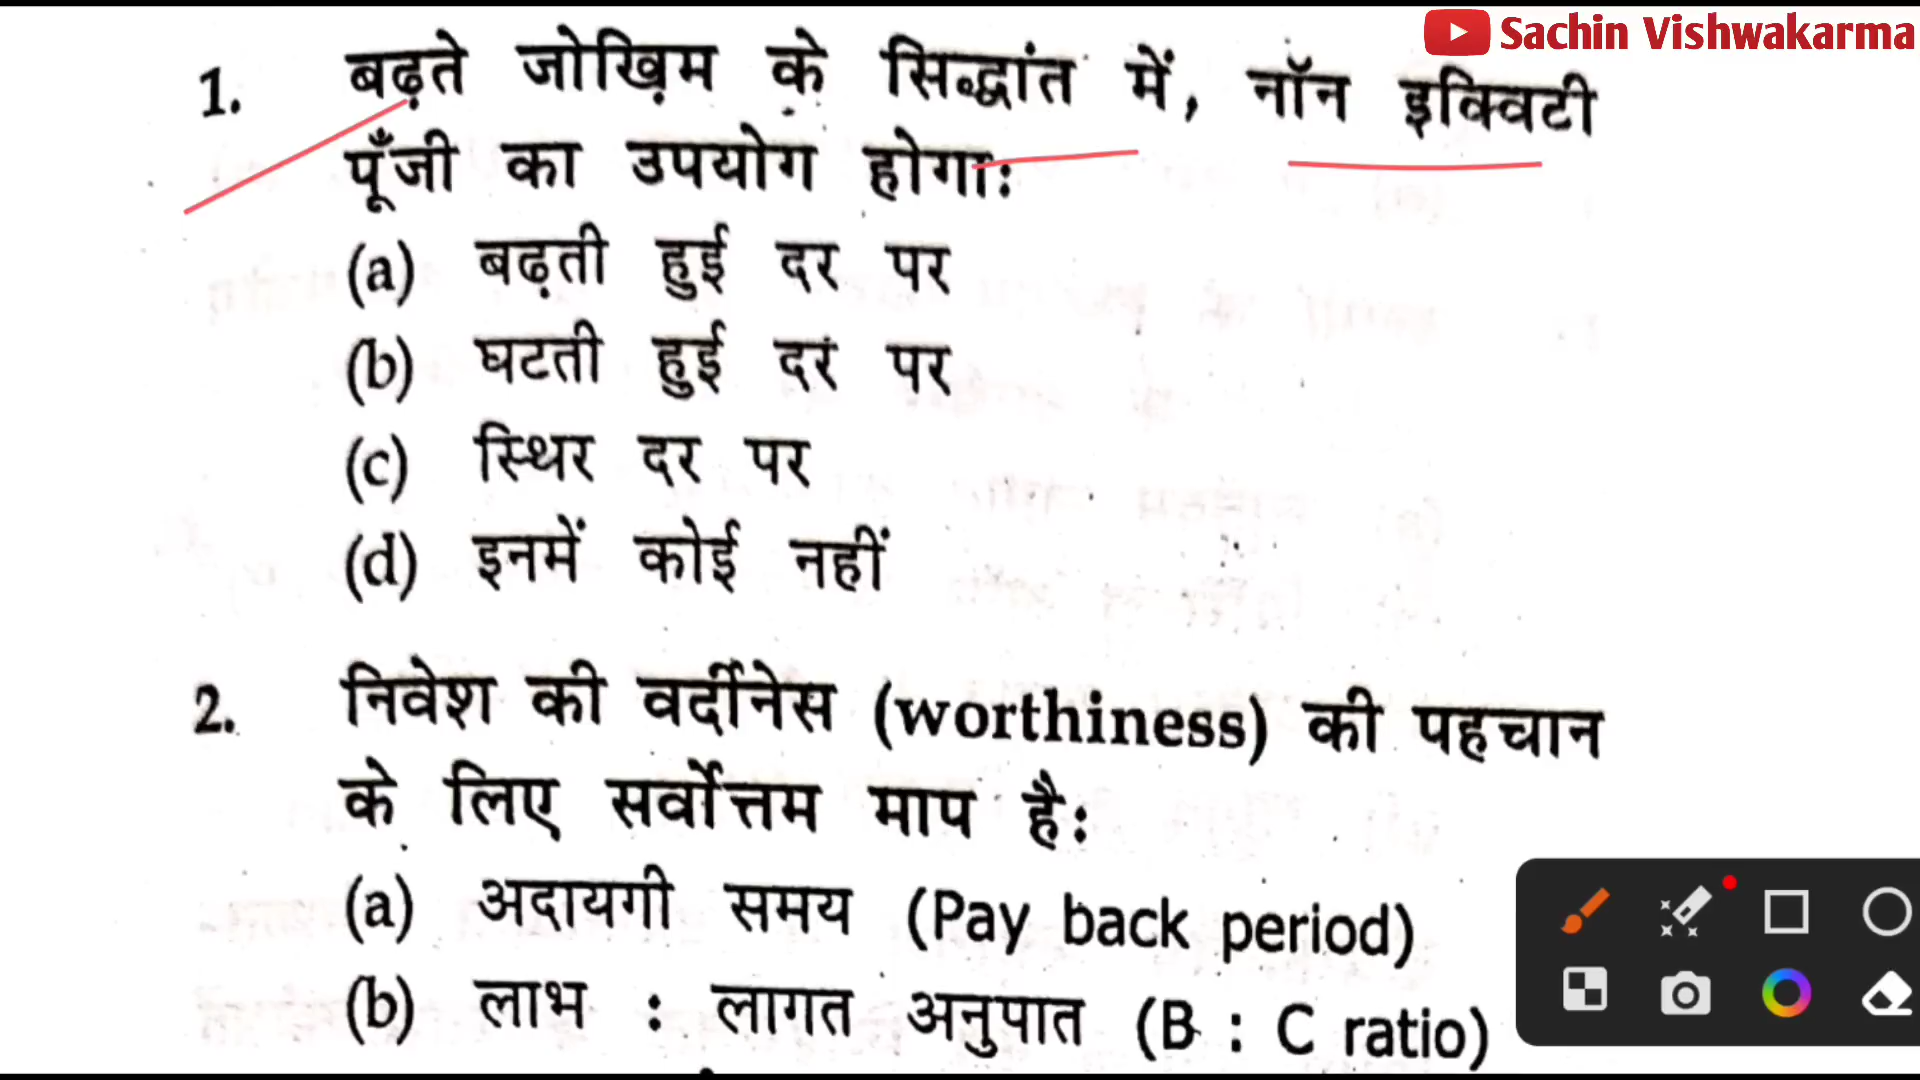 Sachin Vishwakarma
1. बढ़ते जोखिम के सिद्धांत में, नॉन इक्विटी
पूँजी का उपयोग होगाः
(a) बढ़ती हुई दर पर
(b) घटती हुई दर पर
(c) स्थिर दर पर
(d) इनमें कोई नहीं
2. निवेश की वर्दीनेस (worthiness) की पहचान
के लिए सर्वोत्तम माप हैः
(a) अदायगी समय (Pay back period)
(b) लाभ : लागत अनुपात (B : C ratio)